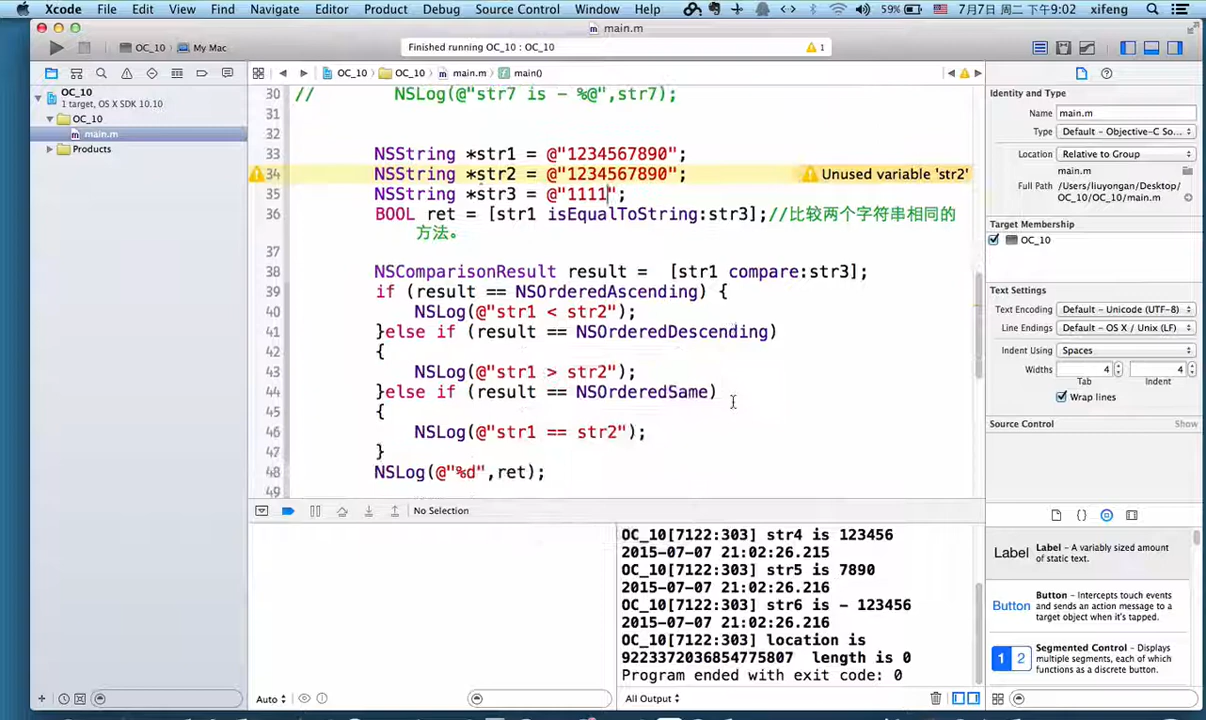 Xcode File Edit View Find Navigate Editor Product Debug Source Control Window Help 59% 7月7日 周二 下午9:02 xifeng
main.m
OC_10 My Mac
Finished running OC_10 : OC_10
1
OC_10 OC_10 main.m main()
OC_10
1 target, OS X SDK 10.10
OC_10
main.m
Products
30 // NSLog(@"str7 is - %@",str7);
31
32
33 NSString *str1 = @"1234567890";
34 NSString *str2 = @"1234567890"; Unused variable 'str2'
35 NSString *str3 = @"1111";
36 BOOL ret = [str1 isEqualToString:str3];//比较两个字符串相同的
方法。
37
38 NSComparisonResult result =  [str1 compare:str3];
39 if (result == NSOrderedAscending) {
40 NSLog(@"str1 < str2");
41 }else if (result == NSOrderedDescending)
42 {
43 NSLog(@"str1 > str2");
44 }else if (result == NSOrderedSame)
45 {
46 NSLog(@"str1 == str2");
47 }
48 NSLog(@"%d",ret);
49
No Selection
OC_10[7122:303] str4 is 123456
2015-07-07 21:02:26.215
OC_10[7122:303] str5 is 7890
2015-07-07 21:02:26.216
OC_10[7122:303] str6 is - 123456
2015-07-07 21:02:26.216
OC_10[7122:303] location is
9223372036854775807  length is 0
Program ended with exit code: 0
Auto
All Output
Identity and Type
Name main.m
Type Default - Objective-C So...
Location Relative to Group
main.m
Full Path /Users/liuyongan/Desktop/
OC_10/OC_10/main.m
Target Membership
OC_10
Text Settings
Text Encoding Default - Unicode (UTF-8)
Line Endings Default - OS X / Unix (LF)
Indent Using Spaces
Widths 4 4
Tab Indent
Wrap lines
Source Control Show
Label Label - A variably sized amount
of static text.
Button Button - Intercepts touch events
and sends an action message to a
target object when it's tapped.
1 2 Segmented Control - Displays
multiple segments, each of which
functions as a discrete button.